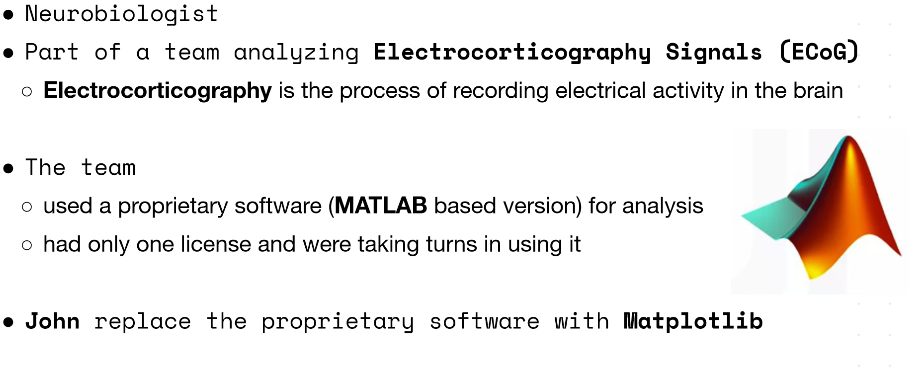 ● Neurobiologist
● Part of a team analyzing Electrocorticography Signals (ECoG)
○ Electrocorticography is the process of recording electrical activity in the brain
● The team
○ used a proprietary software (MATLAB based version) for analysis
○ had only one license and were taking turns in using it
● John replace the proprietary software with Matplotlib